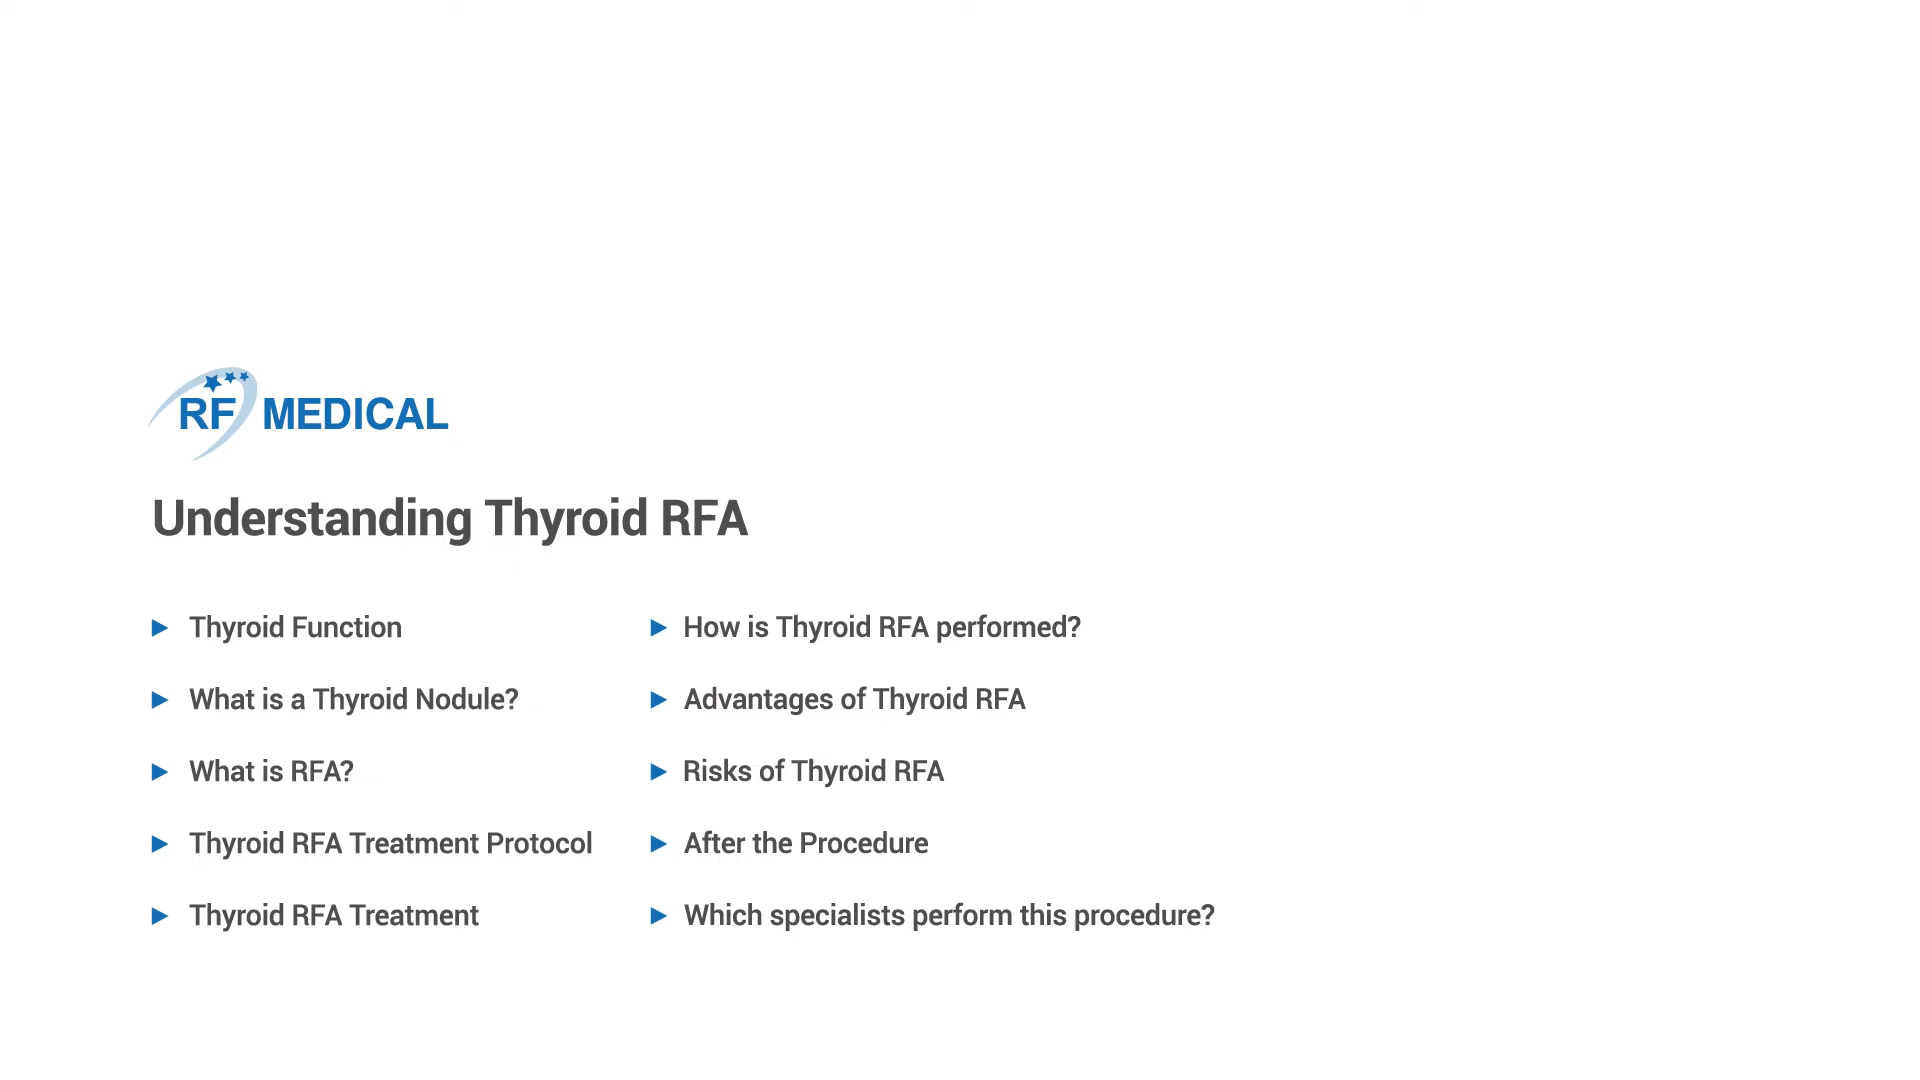 RF MEDICAL
Understanding Thyroid RFA
Thyroid Function
What is a Thyroid Nodule?
What is RFA?
Thyroid RFA Treatment Protocol
Thyroid RFA Treatment
How is Thyroid RFA performed?
Advantages of Thyroid RFA
Risks of Thyroid RFA
After the Procedure
Which specialists perform this procedure?